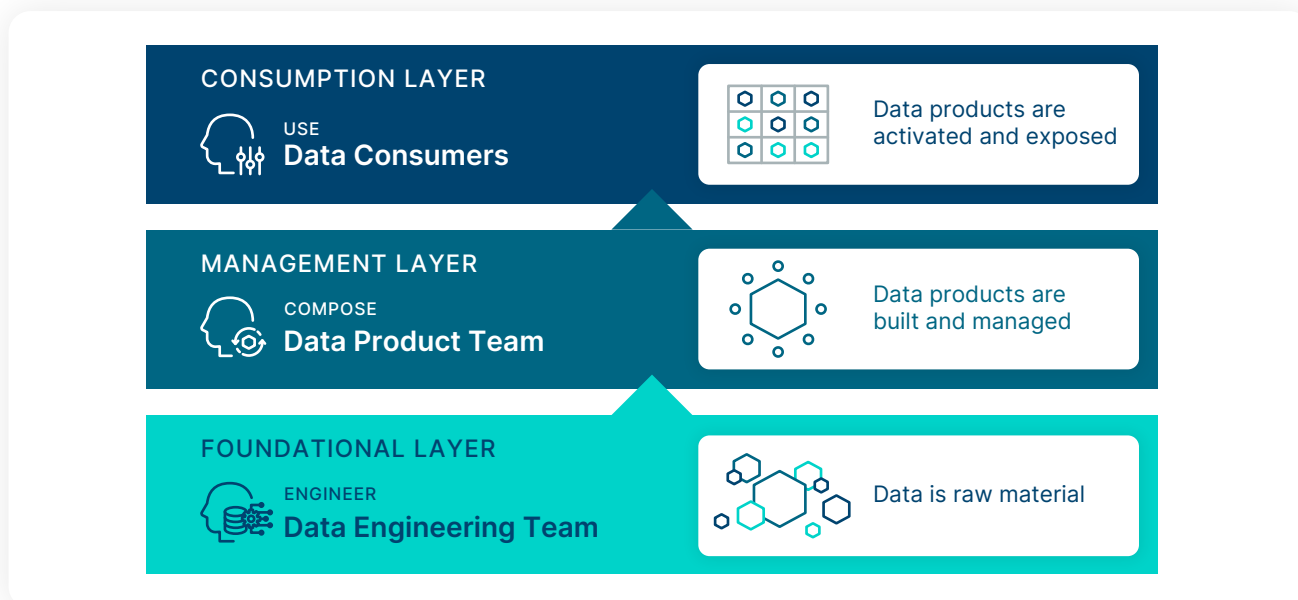 CONSUMPTION LAYER
USE
Data Consumers
Data products are
activated and exposed
MANAGEMENT LAYER
COMPOSE
Data Product Team
Data products are
built and managed
FOUNDATIONAL LAYER
ENGINEER
Data Engineering Team
Data is raw material